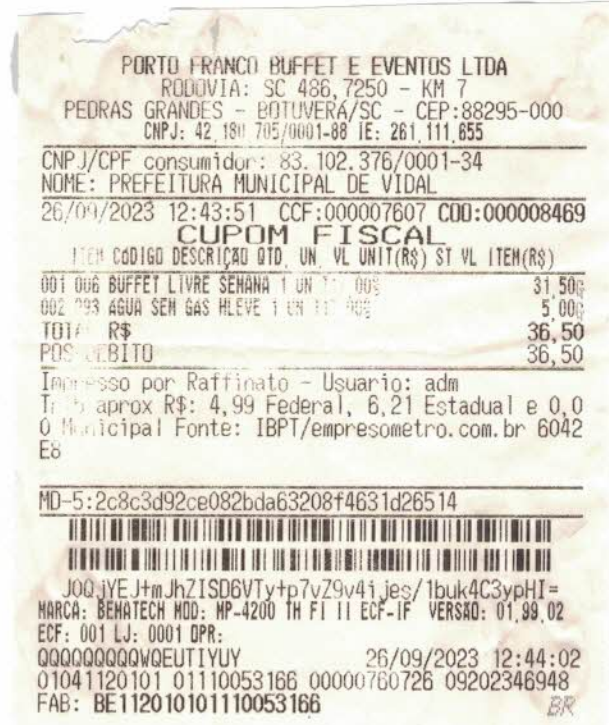 PORTO FRANCO BUFFET E EVENTOS LTDA
RODOVIA: SC 486,7250 - KM 7
PEDRAS GRANDES - BOTUVERÁ/SC - CEP:88295-000
CNPJ: 42.180.705/0001-88 IE: 261.111.655
CNPJ/CPF consumidor: 83.102.376/0001-34
NOME: PREFEITURA MUNICIPAL DE VIDAL
26/09/2023 12:43:51 CCF:000007607 COO:000008469
CUPOM FISCAL
ITEM CÓDIGO DESCRIÇÃO QTD. UN. VL UNIT(R$) ST VL ITEM(R$)
001 006 BUFFET LIVRE SEMANA 1 UN 31,50G
002 AGUA SEM GAS HLEVE 1 UN 5,00G
TOTAL R$ 36,50
POS DEBITO 36,50
Impresso por Raffinato - Usuario: adm
Trib aprox R$: 4,99 Federal, 6,21 Estadual e 0,0
0 Municipal Fonte: IBPT/empresometro.com.br 6042
E8
MD-5:2c8c3d92ce082bda63208f4631d26514
JOQjYEJ+mJhZISD6VTy+p7vZ9v4ijes/1buk4C3ypHI=
MARCA: BEMATECH MOD: MP-4200 TH FI II ECF-IF VERSÃO: 01.99.02
ECF: 001 LJ: 0001 OPR:
QQQQQQQQQWQEUTIYUY 26/09/2023 12:44:02
01041120101 01110053166 00000760726 09202346948
FAB: BE112010101110053166 BR